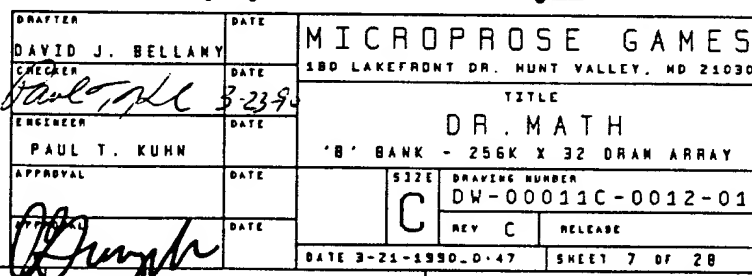 DRAFTER
DATE
DAVID J. BELLAMY
CHECKER
DATE
3-23-90
ENGINEER
DATE
PAUL T. KUHN
APPROVAL
DATE
APPROVAL
DATE
MICROPROSE GAMES
180 LAKEFRONT DR. HUNT VALLEY, MD 21030
TITLE
DR.MATH
'B' BANK - 256K X 32 DRAM ARRAY
SIZE
C
DRAWING NUMBER
DW-00011C-0012-01
REV C
RELEASE
DATE 3-21-1990_0:47
SHEET 7 OF 28